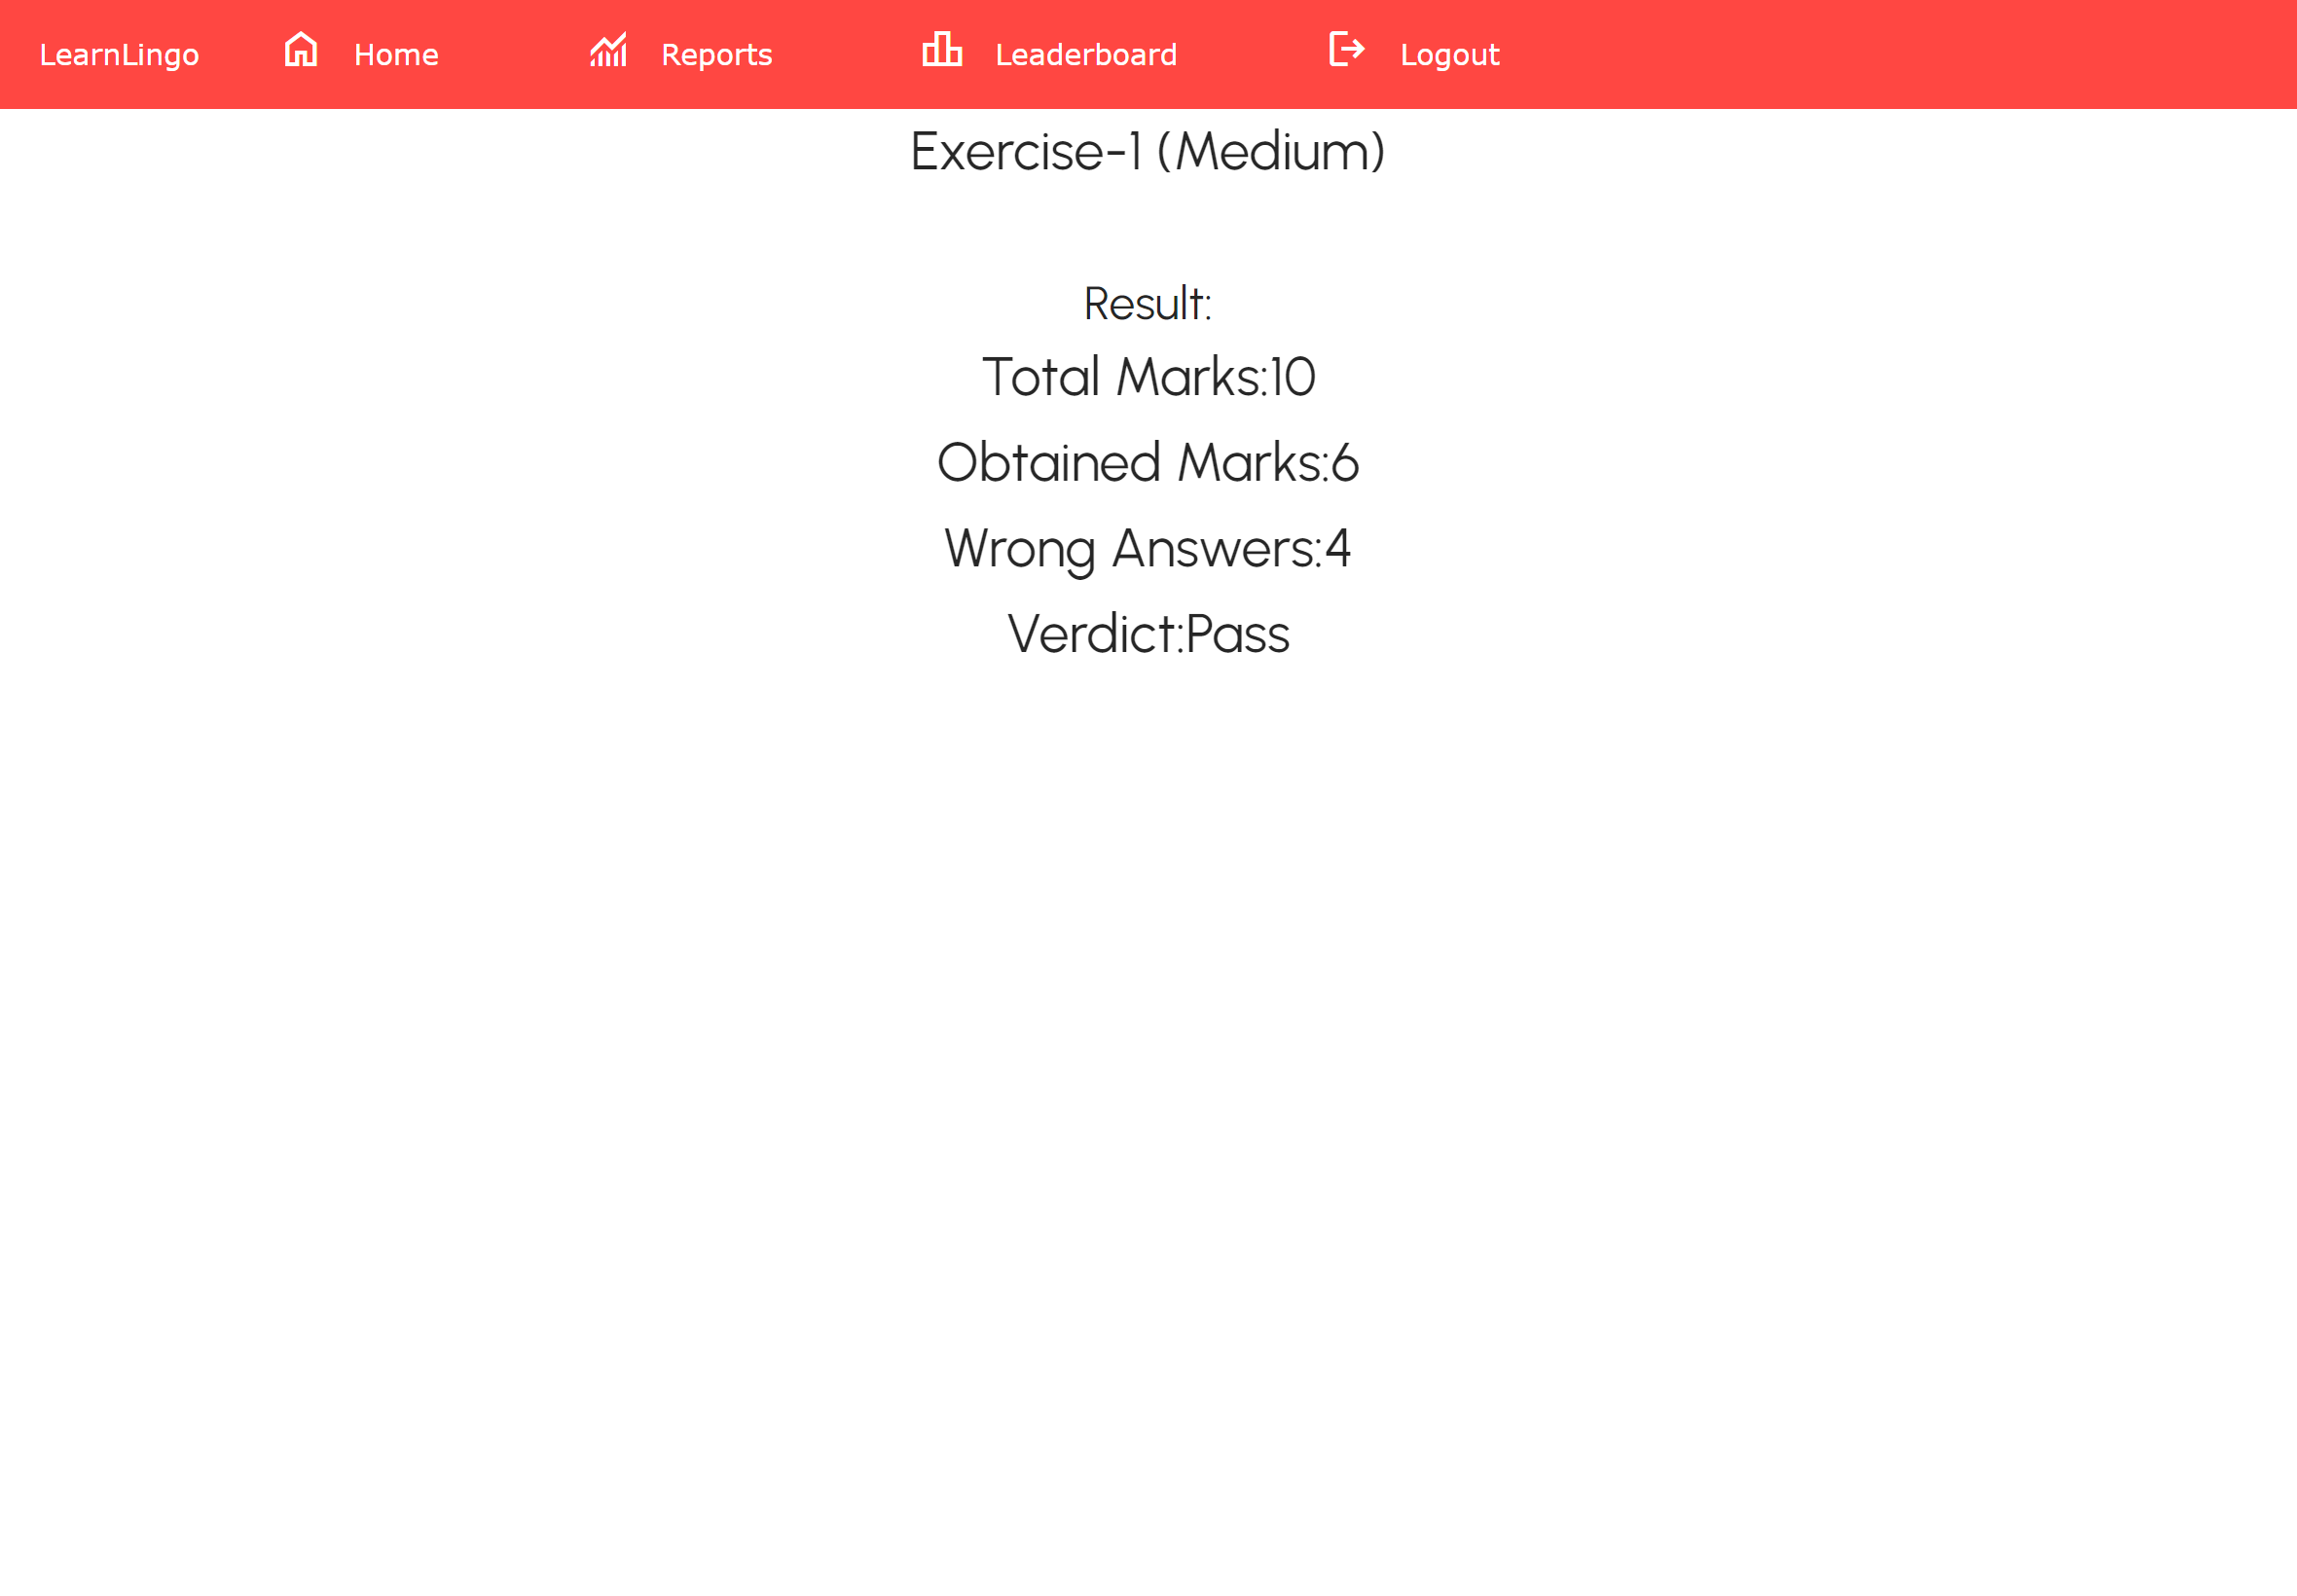 LearnLingo Home Reports Leaderboard Logout
Exercise-1 (Medium)
Result:
Total Marks:10
Obtained Marks:6
Wrong Answers:4
Verdict:Pass